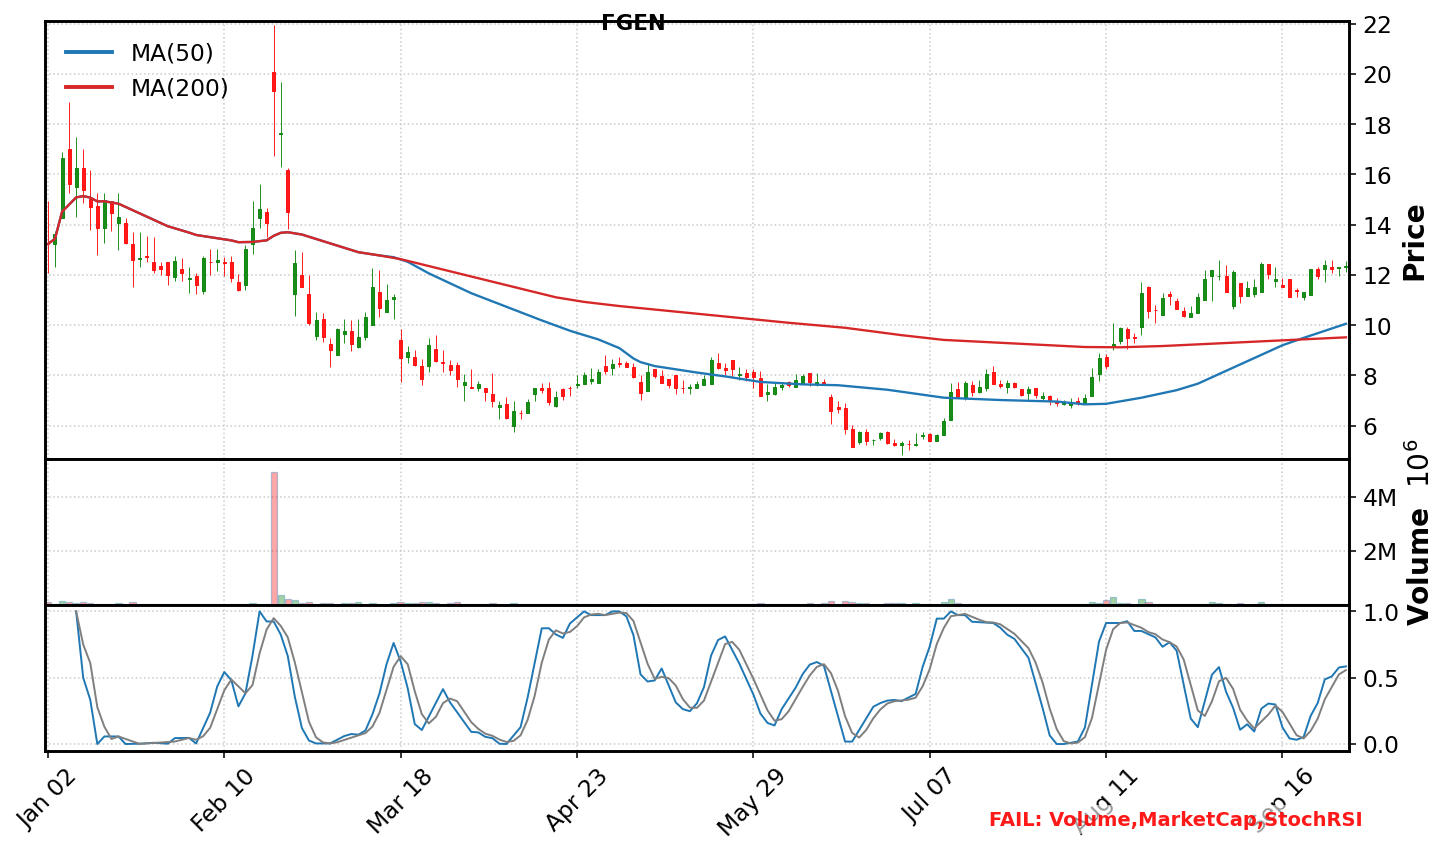 FGEN
MA(50)
MA(200)
22
20
18
16
14
12
10
8
6
Price
4M
2M
Volume 10^6
1.0
0.5
0.0
Jan 02
Feb 10
Mar 18
Apr 23
May 29
Jul 07
Aug 11
Sep 16
FAIL: Volume,MarketCap,StochRSI